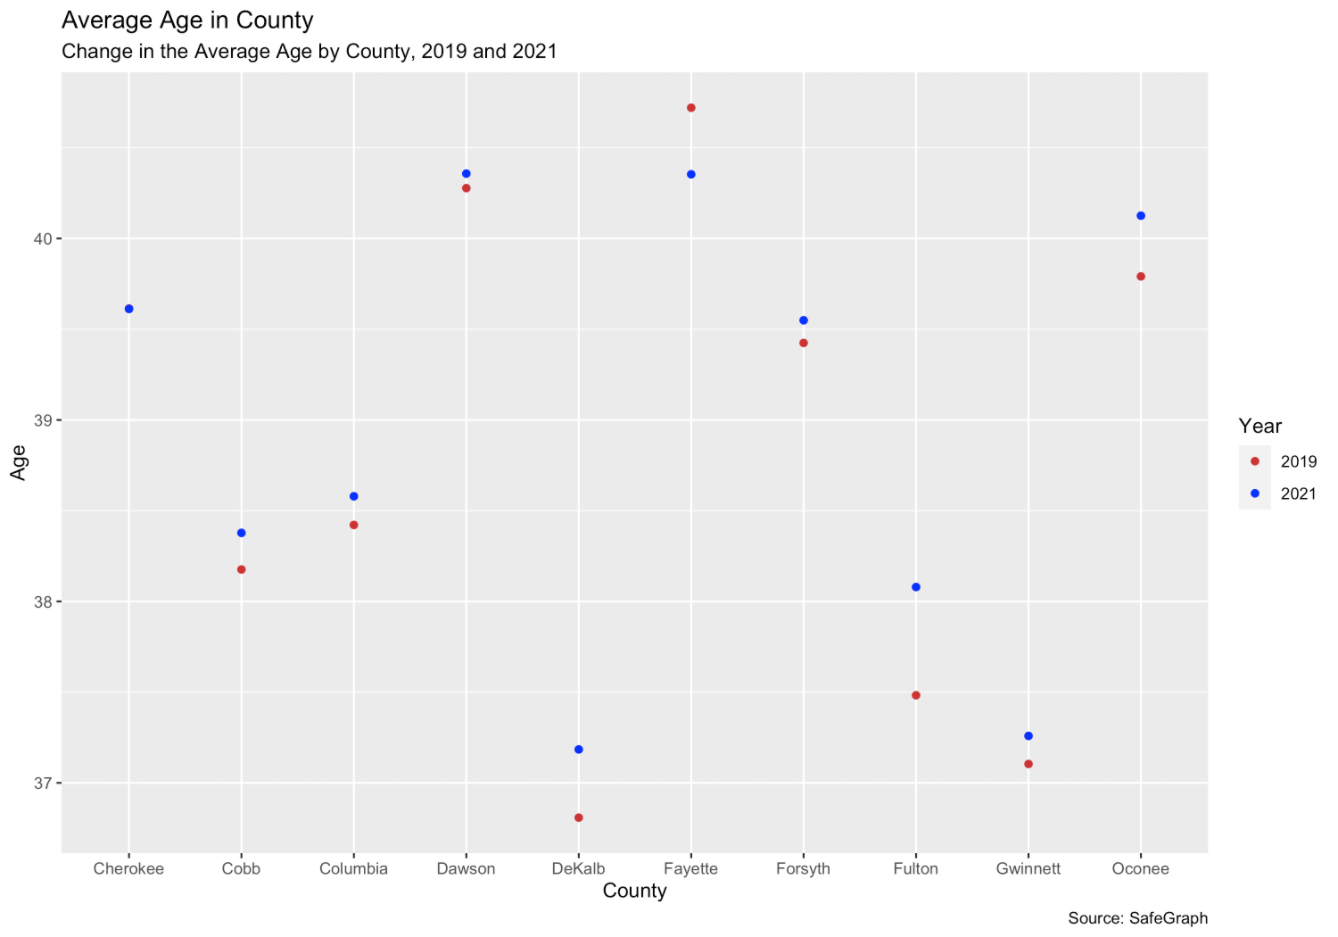 Average Age in County
Change in the Average Age by County, 2019 and 2021
40
39
38
37
Age
Cherokee Cobb Columbia Dawson DeKalb Fayette Forsyth Fulton Gwinnett Oconee
County
Year
2019
2021
Source: SafeGraph